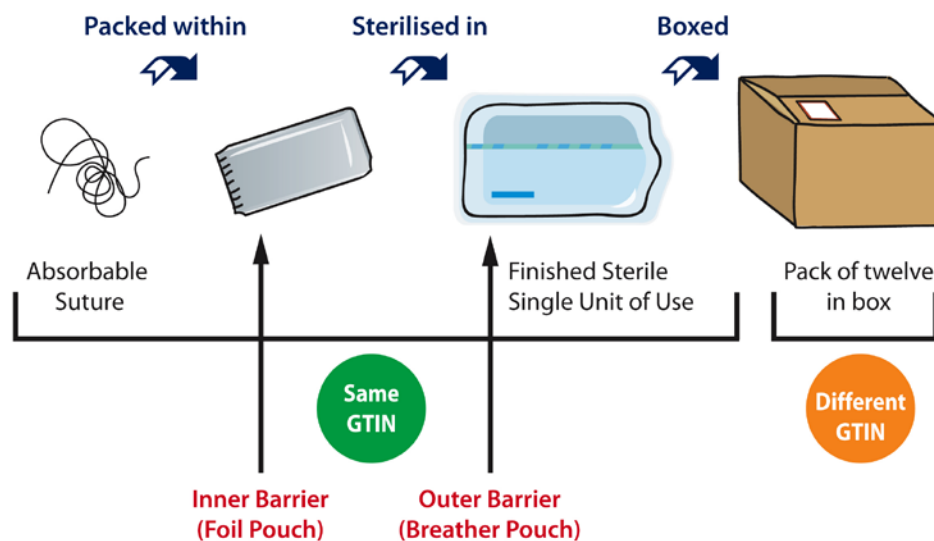 Packed within
Sterilised in
Boxed
Absorbable
Suture
Finished Sterile
Single Unit of Use
Pack of twelve
in box
Same
GTIN
Different
GTIN
Inner Barrier
(Foil Pouch)
Outer Barrier
(Breather Pouch)